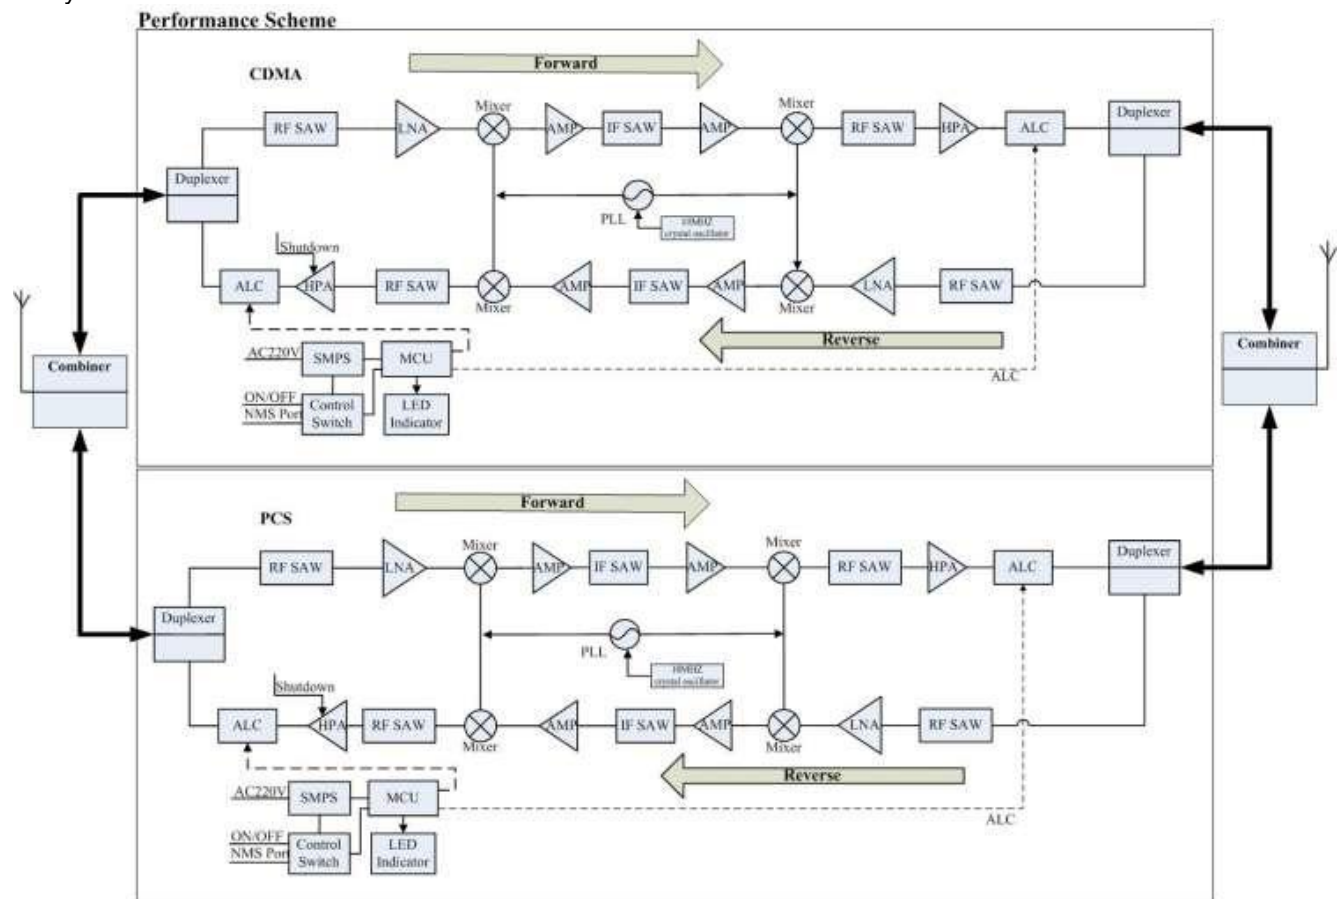 Performance Scheme
Forward
CDMA
Mixer
Mixer
Duplexer
RF SAW
LNA
AMP
IF SAW
AMP
RF SAW
HPA
ALC
Duplexer
PLL
crystal oscillator
Shutdown
ALC
HPA
RF SAW
Mixer
AMP
IF SAW
AMP
Mixer
LNA
RF SAW
Reverse
AC220V
SMPS
MCU
ALC
Combiner
Combiner
ON/OFF
NMS Port
Control
Switch
LED
Indicator
Forward
PCS
Mixer
Mixer
Duplexer
RF SAW
LNA
AMP
IF SAW
AMP
RF SAW
HPA
ALC
Duplexer
PLL
crystal oscillator
Shutdown
ALC
HPA
RF SAW
Mixer
AMP
IF SAW
AMP
Mixer
LNA
RF SAW
Reverse
AC220V
SMPS
MCU
ALC
ON/OFF
NMS Port
Control
Switch
LED
Indicator